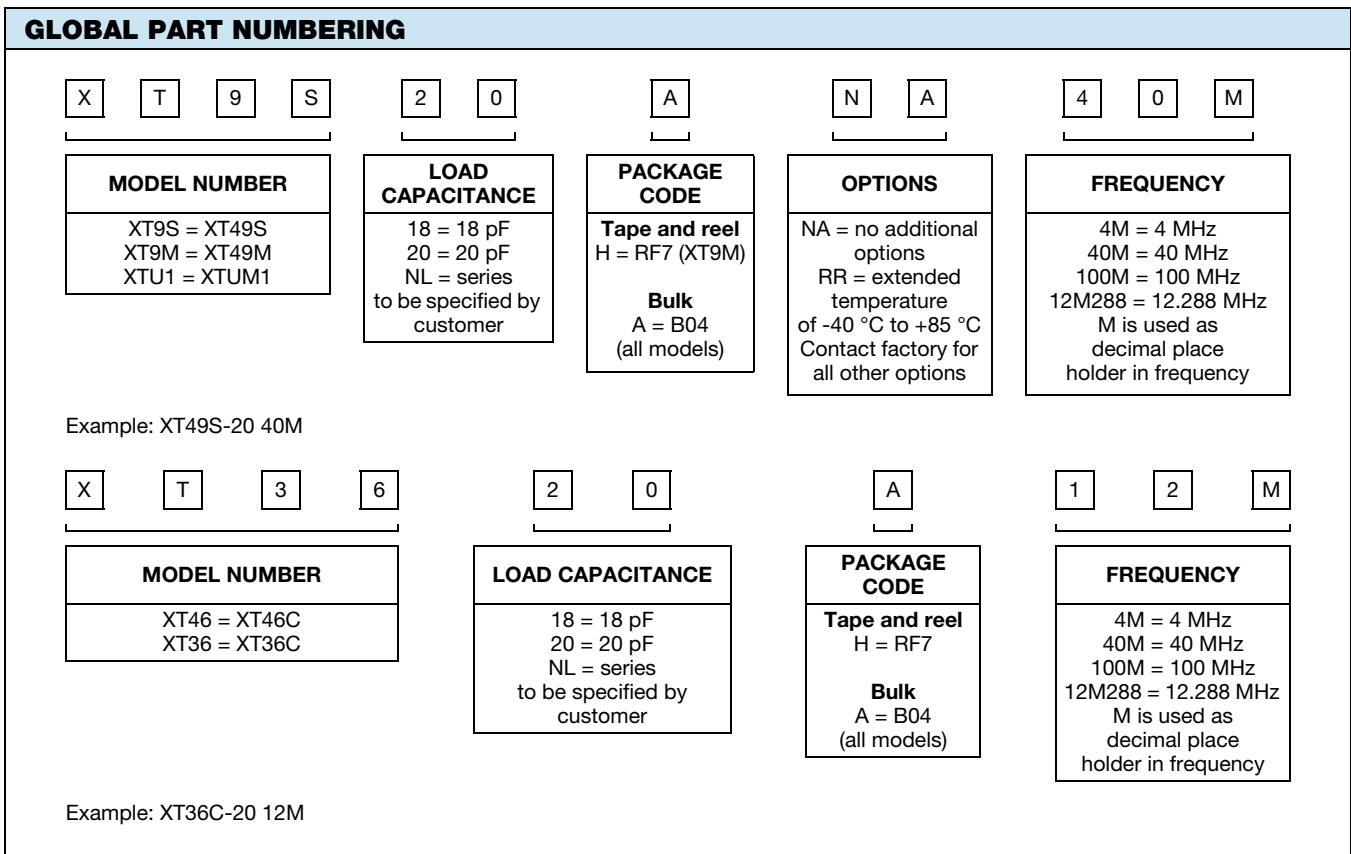 GLOBAL PART NUMBERING
X T 9 S 2 0 A N A 4 0 M
MODEL NUMBER
XT9S = XT49S
XT9M = XT49M
XTU1 = XTUM1
LOAD
CAPACITANCE
18 = 18 pF
20 = 20 pF
NL = series
to be specified by
customer
PACKAGE
CODE
Tape and reel
H = RF7 (XT9M)
Bulk
A = B04
(all models)
OPTIONS
NA = no additional
options
RR = extended
temperature
of -40 °C to +85 °C
Contact factory for
all other options
FREQUENCY
4M = 4 MHz
40M = 40 MHz
100M = 100 MHz
12M288 = 12.288 MHz
M is used as
decimal place
holder in frequency
Example: XT49S-20 40M
X T 3 6 2 0 A 1 2 M
MODEL NUMBER
XT46 = XT46C
XT36 = XT36C
LOAD CAPACITANCE
18 = 18 pF
20 = 20 pF
NL = series
to be specified by
customer
PACKAGE
CODE
Tape and reel
H = RF7
Bulk
A = B04
(all models)
FREQUENCY
4M = 4 MHz
40M = 40 MHz
100M = 100 MHz
12M288 = 12.288 MHz
M is used as
decimal place
holder in frequency
Example: XT36C-20 12M